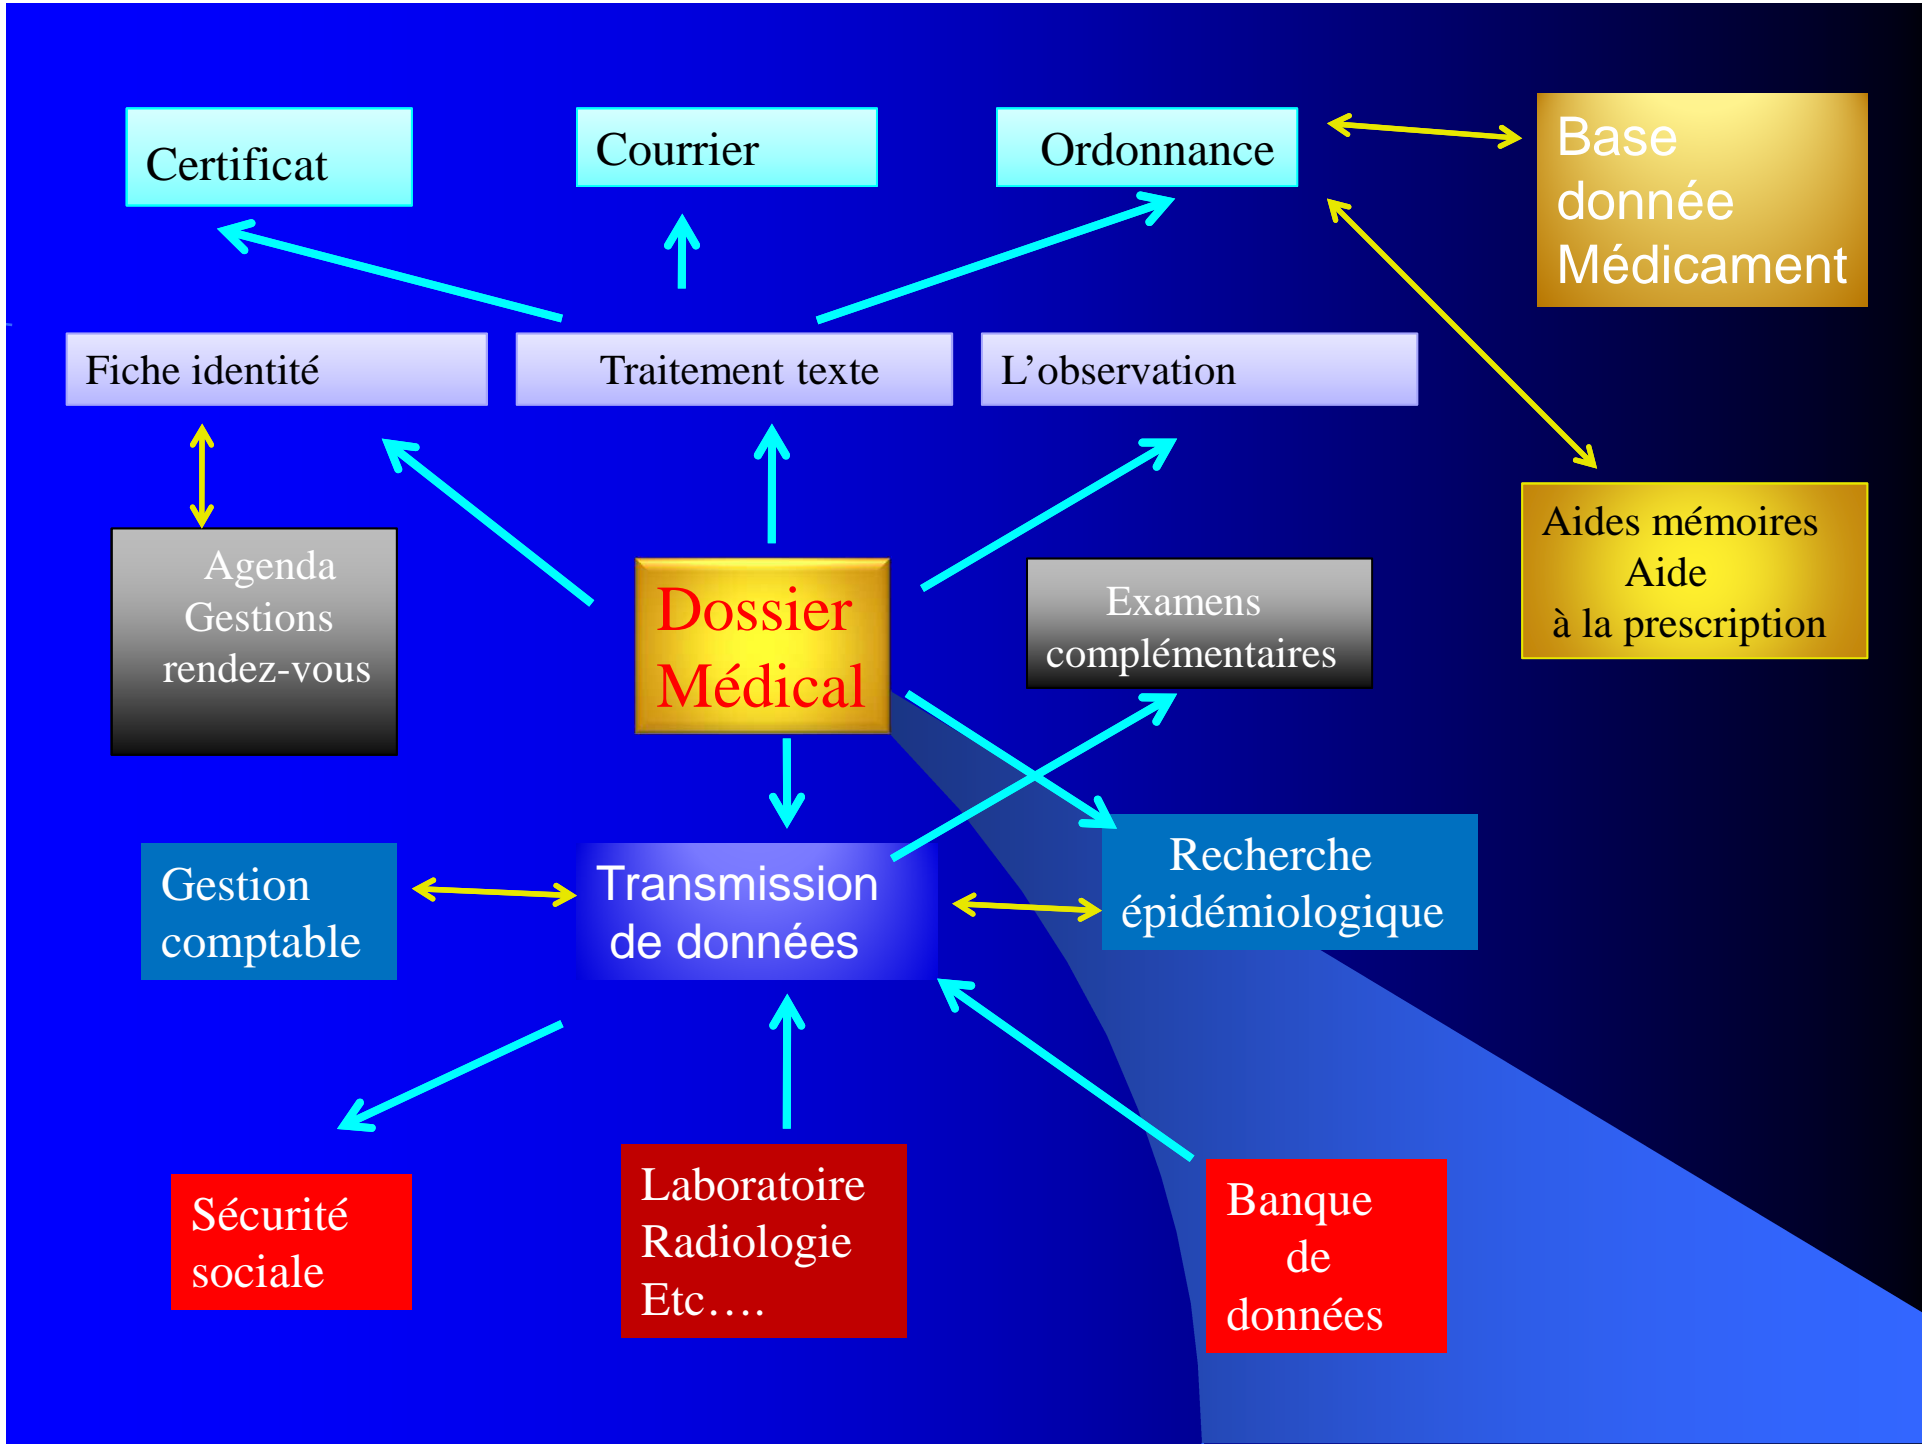 Certificat
Courrier
Ordonnance
Base
donnée
Médicament
Fiche identité
Traitement texte
L’observation
Agenda
Gestions
rendez-vous
Dossier
Médical
Examens
complémentaires
Aides mémoires
Aide
à la prescription
Gestion
comptable
Transmission
de données
Recherche
épidémiologique
Sécurité
sociale
Laboratoire
Radiologie
Etc….
Banque
de
données